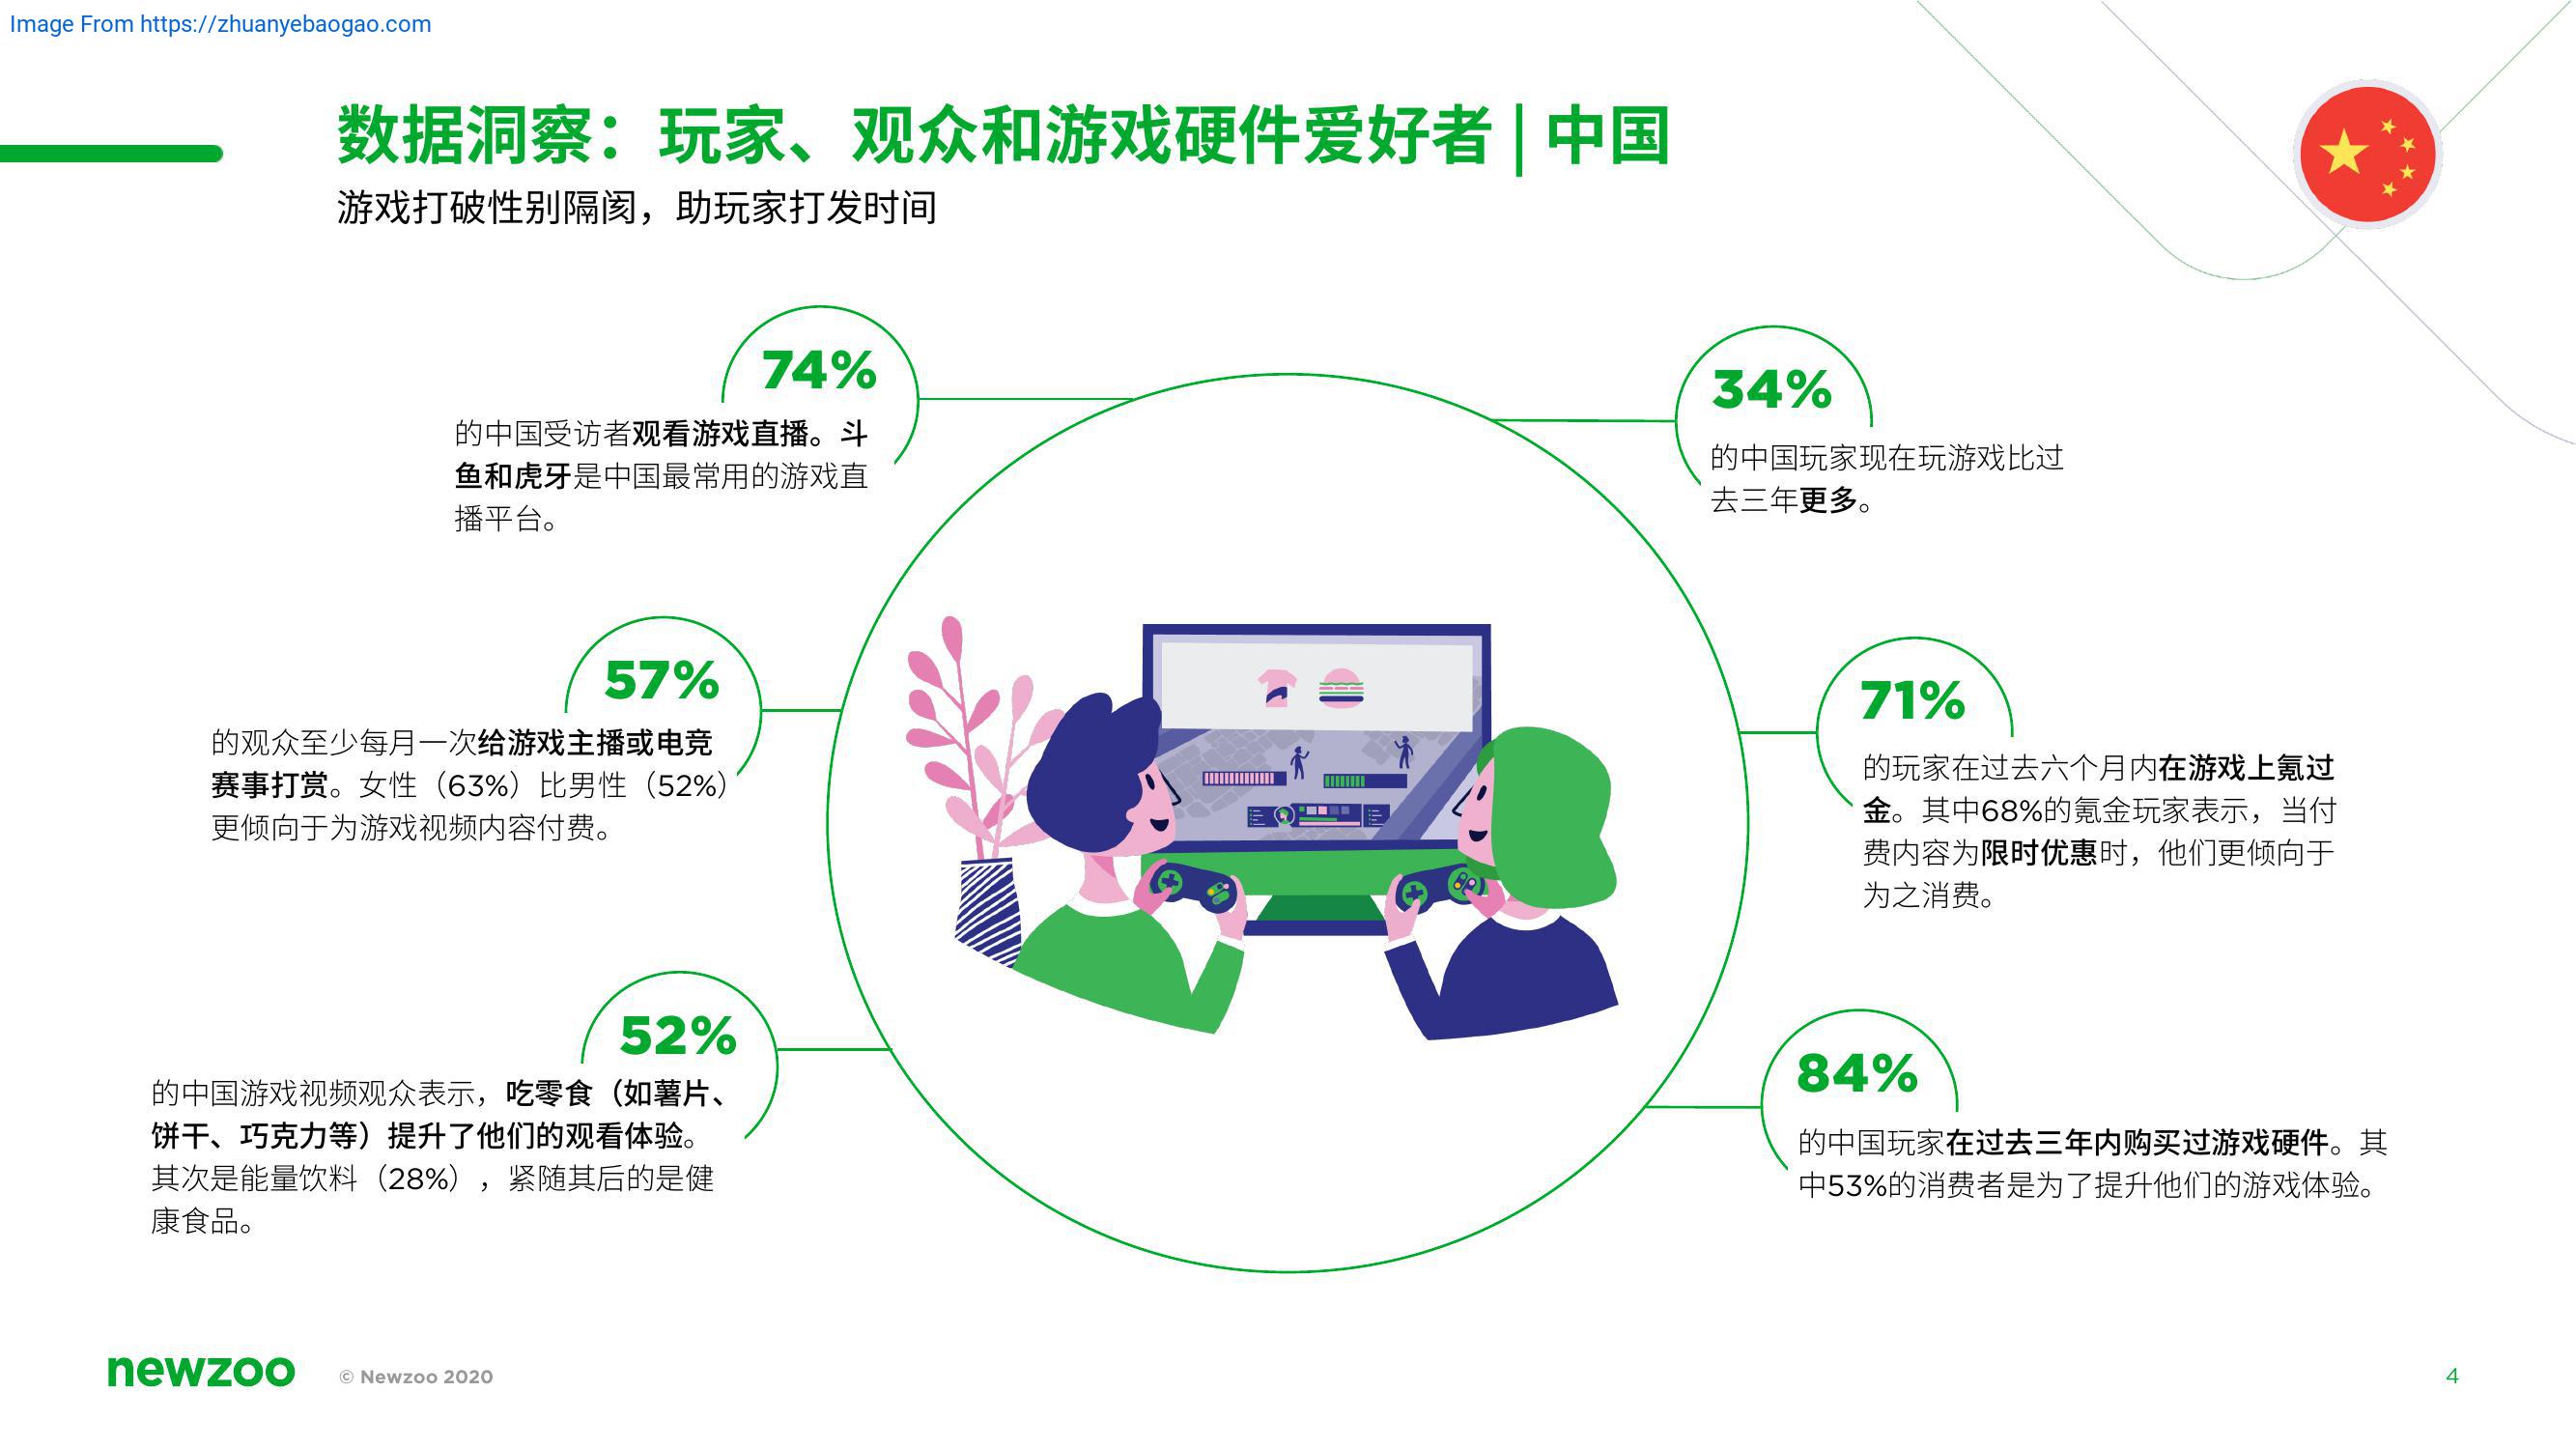 Image From https://zhuanyebaogao.com
数据洞察：玩家、观众和游戏硬件爱好者 | 中国
游戏打破性别隔阂，助玩家打发时间
74%
的中国受访者观看游戏直播。斗
鱼和虎牙是中国最常用的游戏直
播平台。
34%
的中国玩家现在玩游戏比过
去三年更多。
57%
的观众至少每月一次给游戏主播或电竞
赛事打赏。女性（63%）比男性（52%）
更倾向于为游戏视频内容付费。
71%
的玩家在过去六个月内在游戏上氪过
金。其中68%的氪金玩家表示，当付
费内容为限时优惠时，他们更倾向于
为之消费。
52%
的中国游戏视频观众表示，吃零食（如薯片、
饼干、巧克力等）提升了他们的观看体验。
其次是能量饮料（28%），紧随其后的是健
康食品。
84%
的中国玩家在过去三年内购买过游戏硬件。其
中53%的消费者是为了提升他们的游戏体验。
newzoo
© Newzoo 2020
4